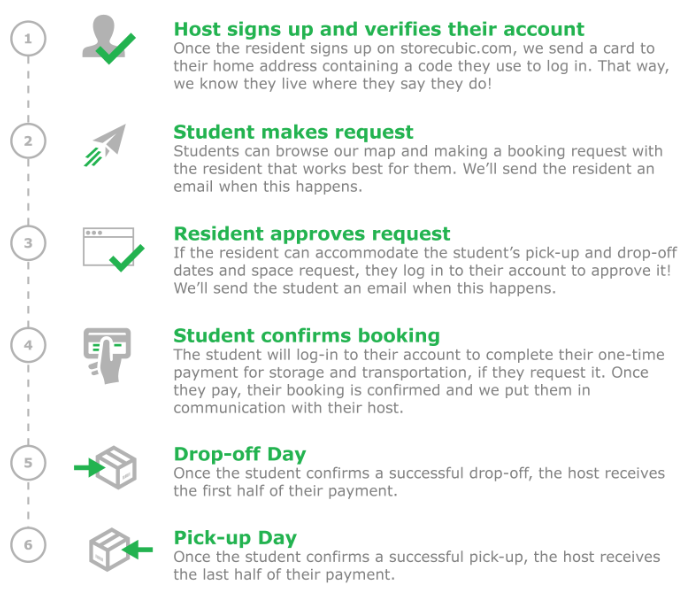 1
Host signs up and verifies their account
Once the resident signs up on storecubic.com, we send a card to
their home address containing a code they use to log in. That way,
we know they live where they say they do!
2
Student makes request
Students can browse our map and making a booking request with
the resident that works best for them. We’ll send the resident an
email when this happens.
3
Resident approves request
If the resident can accommodate the student’s pick-up and drop-off
dates and space request, they log in to their account to approve it!
We’ll send the student an email when this happens.
4
Student confirms booking
The student will log-in to their account to complete their one-time
payment for storage and transportation, if they request it. Once
they pay, their booking is confirmed and we put them in
communication with their host.
5
Drop-off Day
Once the student confirms a successful drop-off, the host receives
the first half of their payment.
6
Pick-up Day
Once the student confirms a successful pick-up, the host receives
the last half of their payment.